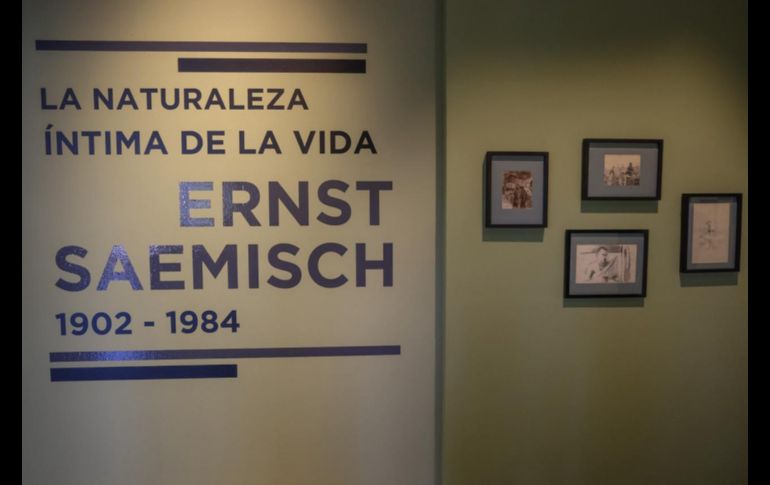 LA NATURALEZA
ÍNTIMA DE LA VIDA
ERNST
SAEMISCH
1902 - 1984